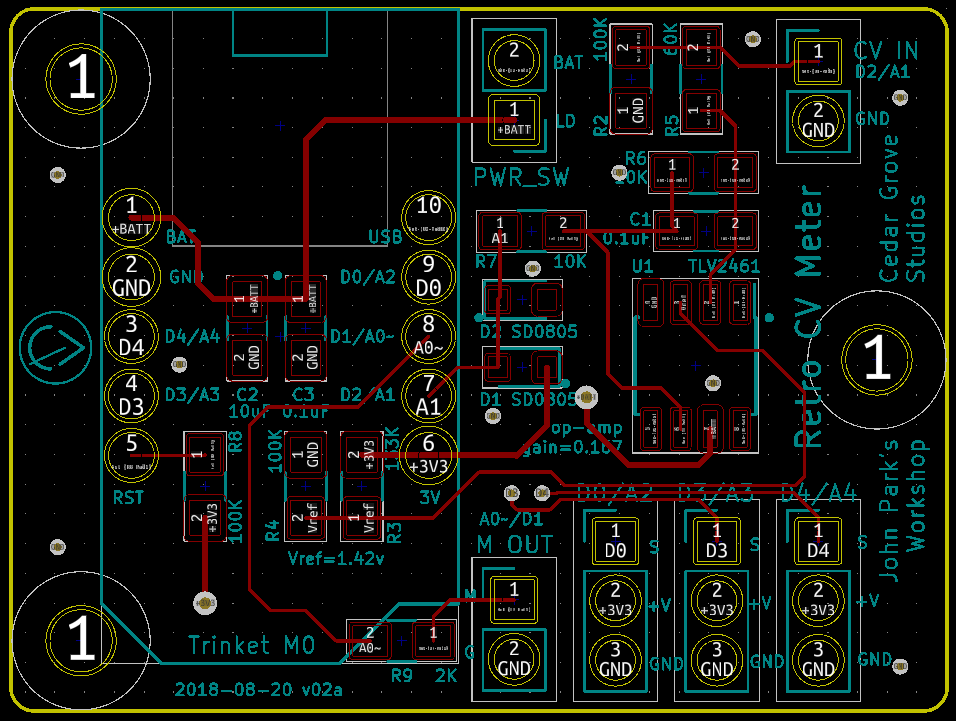 1
2
BAT
1
+BATT
LD
PWR_SW
100K
2
1
GND
R2
60K
2
1
R5
1
CV IN
D2/A1
2
GND
GND
R6
10K
1
2
C1
0.1uF
1
2
1
A1
2
R7
10K
U1
TLV2461
Retro CV Meter
Cedar Grove
Studios
John Park's
Workshop
1
1
+BATT
BAT
2
GND
GND
3
D4
D4/A4
4
D3
D3/A3
5
RST
10
USB
9
D0
D0/A2
8
A0~
D1/A0~
7
A1
D2/A1
6
+3V3
3V
1
+BATT
2
GND
C2
10uF
1
+BATT
2
GND
C3
0.1uF
D2 SD0805
D1 SD0805
op-amp
gain=0.167
1
2
+3V3
R8
100K
+3V3
100K
1
GND
2
Vref
R4
2
+3V3
1
Vref
R3
Vref=1.42v
A0~/D1
M OUT
1
M
2
GND
G
D0/A2
1
D0
S
2
+3V3
+V
3
GND
GND
D3/A3
1
D3
S
2
+3V3
+V
3
GND
GND
D4/A4
1
D4
S
2
+3V3
+V
3
GND
GND
2
A0~
1
R9
2K
1
Trinket M0
2018-08-20 v02a